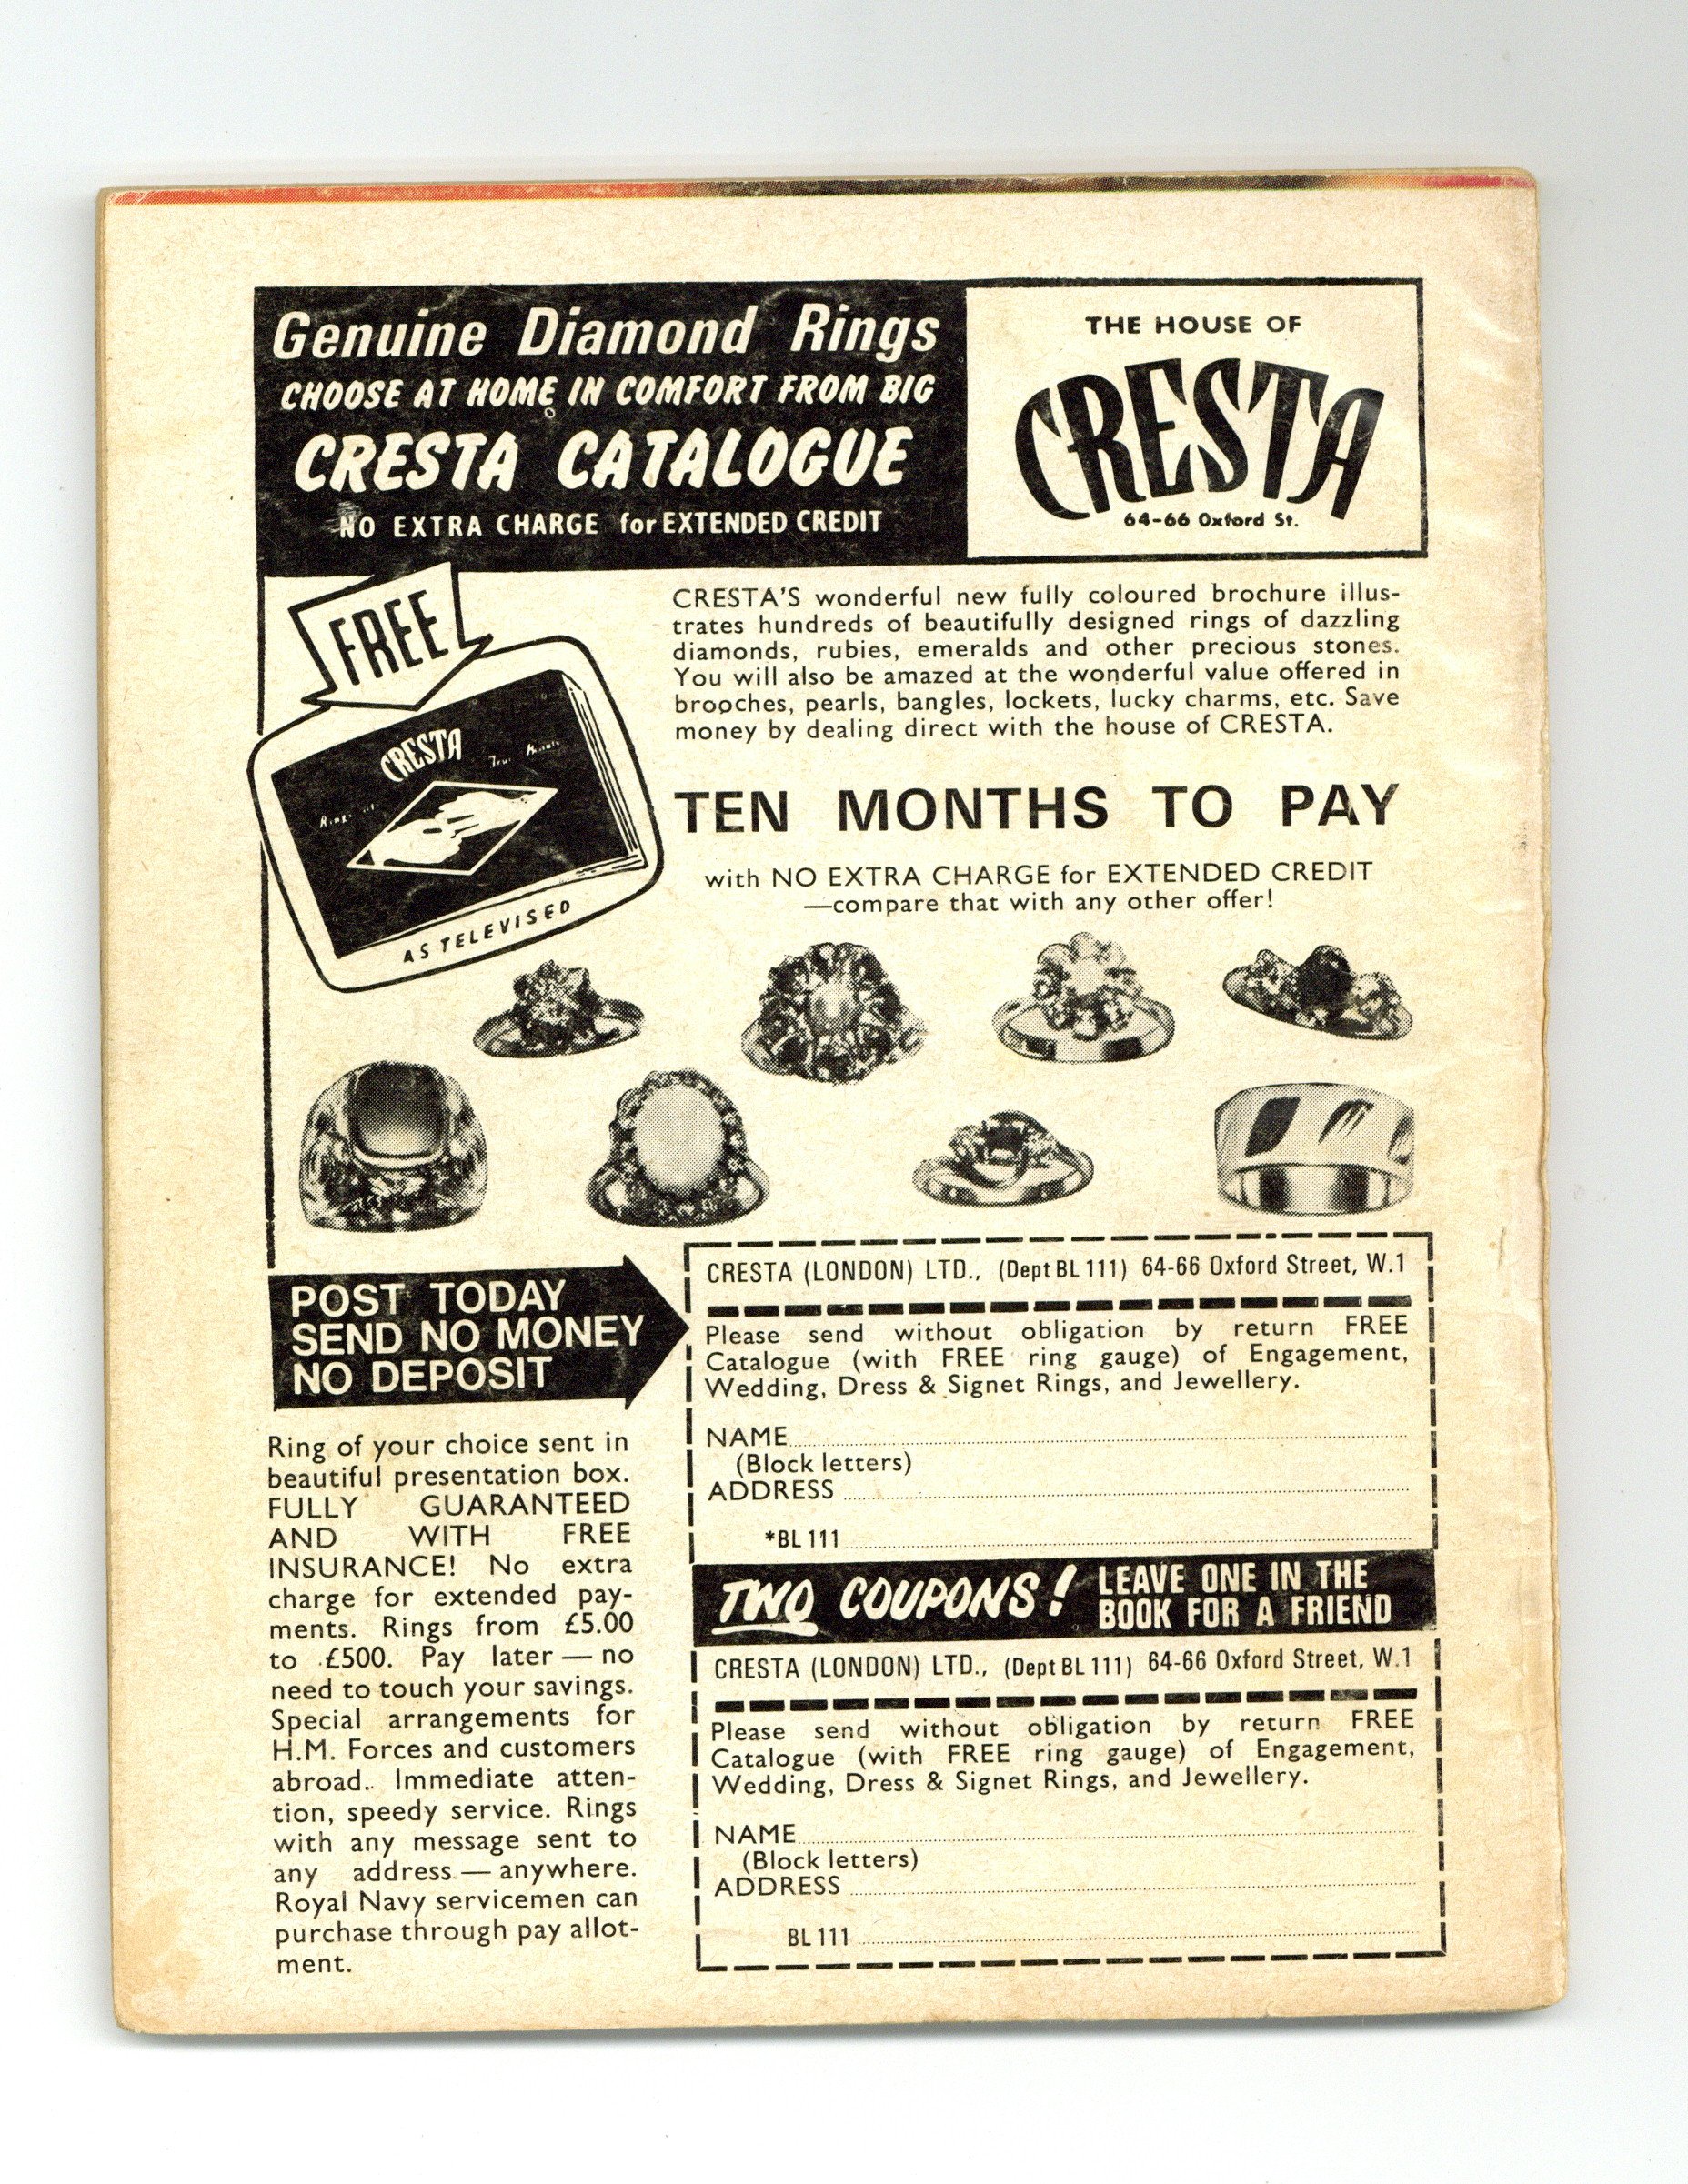 Genuine Diamond Rings
CHOOSE AT HOME IN COMFORT FROM BIG
CRESTA CATALOGUE
NO EXTRA CHARGE for EXTENDED CREDIT
THE HOUSE OF
CRESTA
64-66 Oxford St.
FREE
CRESTA
AS TELEVISED
CRESTA'S wonderful new fully coloured brochure illus-
trates hundreds of beautifully designed rings of dazzling
diamonds, rubies, emeralds and other precious stones.
You will also be amazed at the wonderful value offered in
brooches, pearls, bangles, lockets, lucky charms, etc. Save
money by dealing direct with the house of CRESTA.
TEN MONTHS TO PAY
with NO EXTRA CHARGE for EXTENDED CREDIT
—compare that with any other offer!
POST TODAY
SEND NO MONEY
NO DEPOSIT
Ring of your choice sent in
beautiful presentation box.
FULLY GUARANTEED
AND WITH FREE
INSURANCE! No extra
charge for extended pay-
ments. Rings from £5.00
to £500. Pay later — no
need to touch your savings.
Special arrangements for
H.M. Forces and customers
abroad. Immediate atten-
tion, speedy service. Rings
with any message sent to
any address — anywhere.
Royal Navy servicemen can
purchase through pay allot-
ment.
CRESTA (LONDON) LTD., (Dept BL 111) 64-66 Oxford Street, W.1
Please send without obligation by return FREE
Catalogue (with FREE ring gauge) of Engagement,
Wedding, Dress & Signet Rings, and Jewellery.
NAME
(Block letters)
ADDRESS
*BL 111
TWO COUPONS! LEAVE ONE IN THE
BOOK FOR A FRIEND
CRESTA (LONDON) LTD., (Dept BL 111) 64-66 Oxford Street, W.1
Please send without obligation by return FREE
Catalogue (with FREE ring gauge) of Engagement,
Wedding, Dress & Signet Rings, and Jewellery.
NAME
(Block letters)
ADDRESS
BL 111